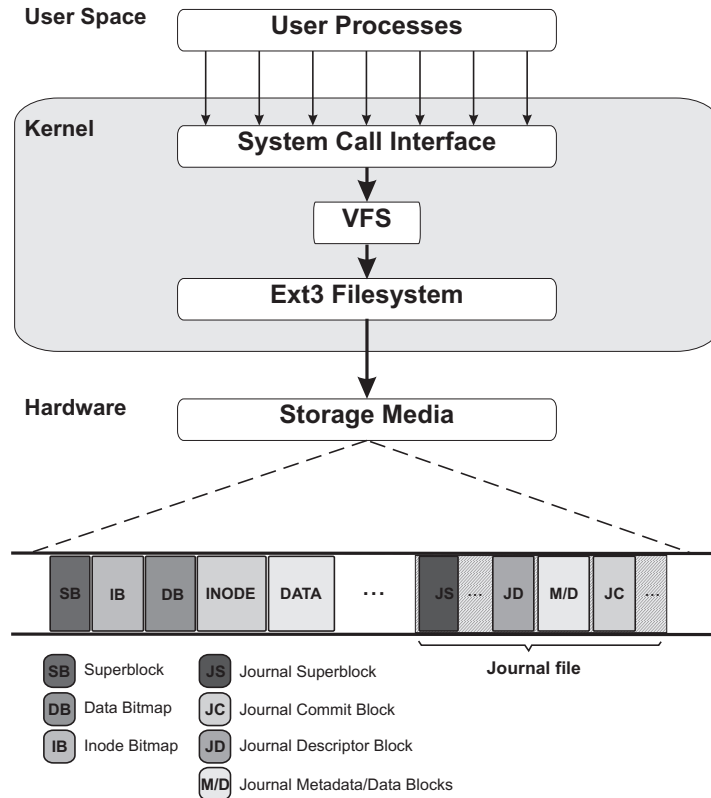 User Space
User Processes
Kernel
System Call Interface
VFS
Ext3 Filesystem
Hardware
Storage Media
SB IB DB INODE DATA ... JS ... JD M/D JC ...
Journal file
SB Superblock
DB Data Bitmap
IB Inode Bitmap
JS Journal Superblock
JC Journal Commit Block
JD Journal Descriptor Block
M/D Journal Metadata/Data Blocks